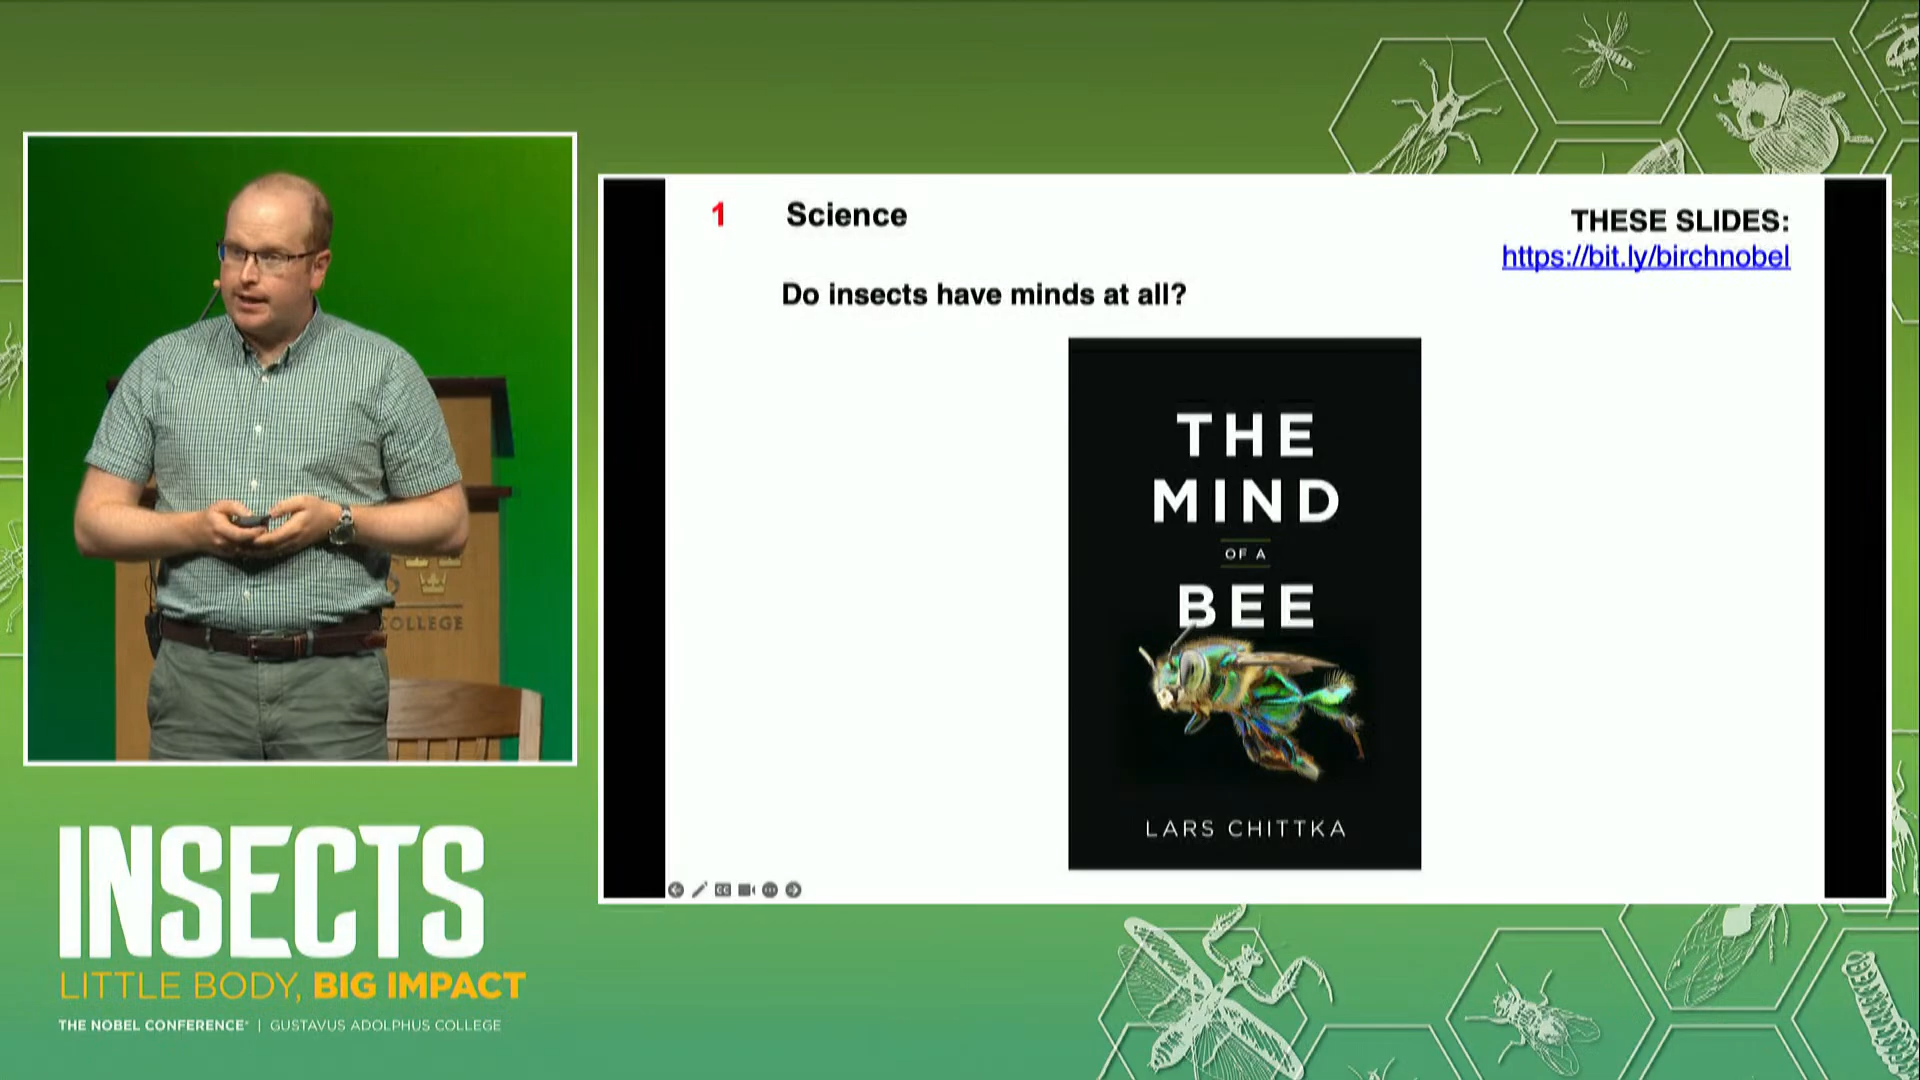 1 Science
THESE SLIDES:
https://bit.ly/birchnobel
Do insects have minds at all?
THE
MIND
OF A
BEE
LARS CHITTKA
COLLEGE
INSECTS
LITTLE BODY, BIG IMPACT
THE NOBEL CONFERENCE® | GUSTAVUS ADOLPHUS COLLEGE